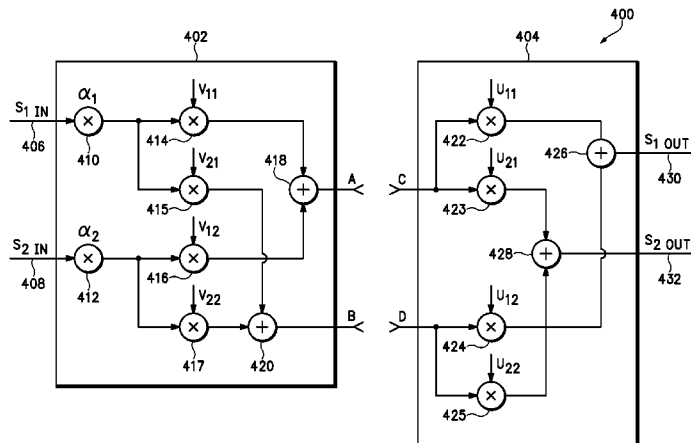 400
402
404
S1 IN
406
α1
410
V11
414
V21
415
418
A
S2 IN
408
α2
412
V12
416
V22
417
420
B
C
U11
422
U21
423
426
S1 OUT
430
428
S2 OUT
432
D
U12
424
U22
425